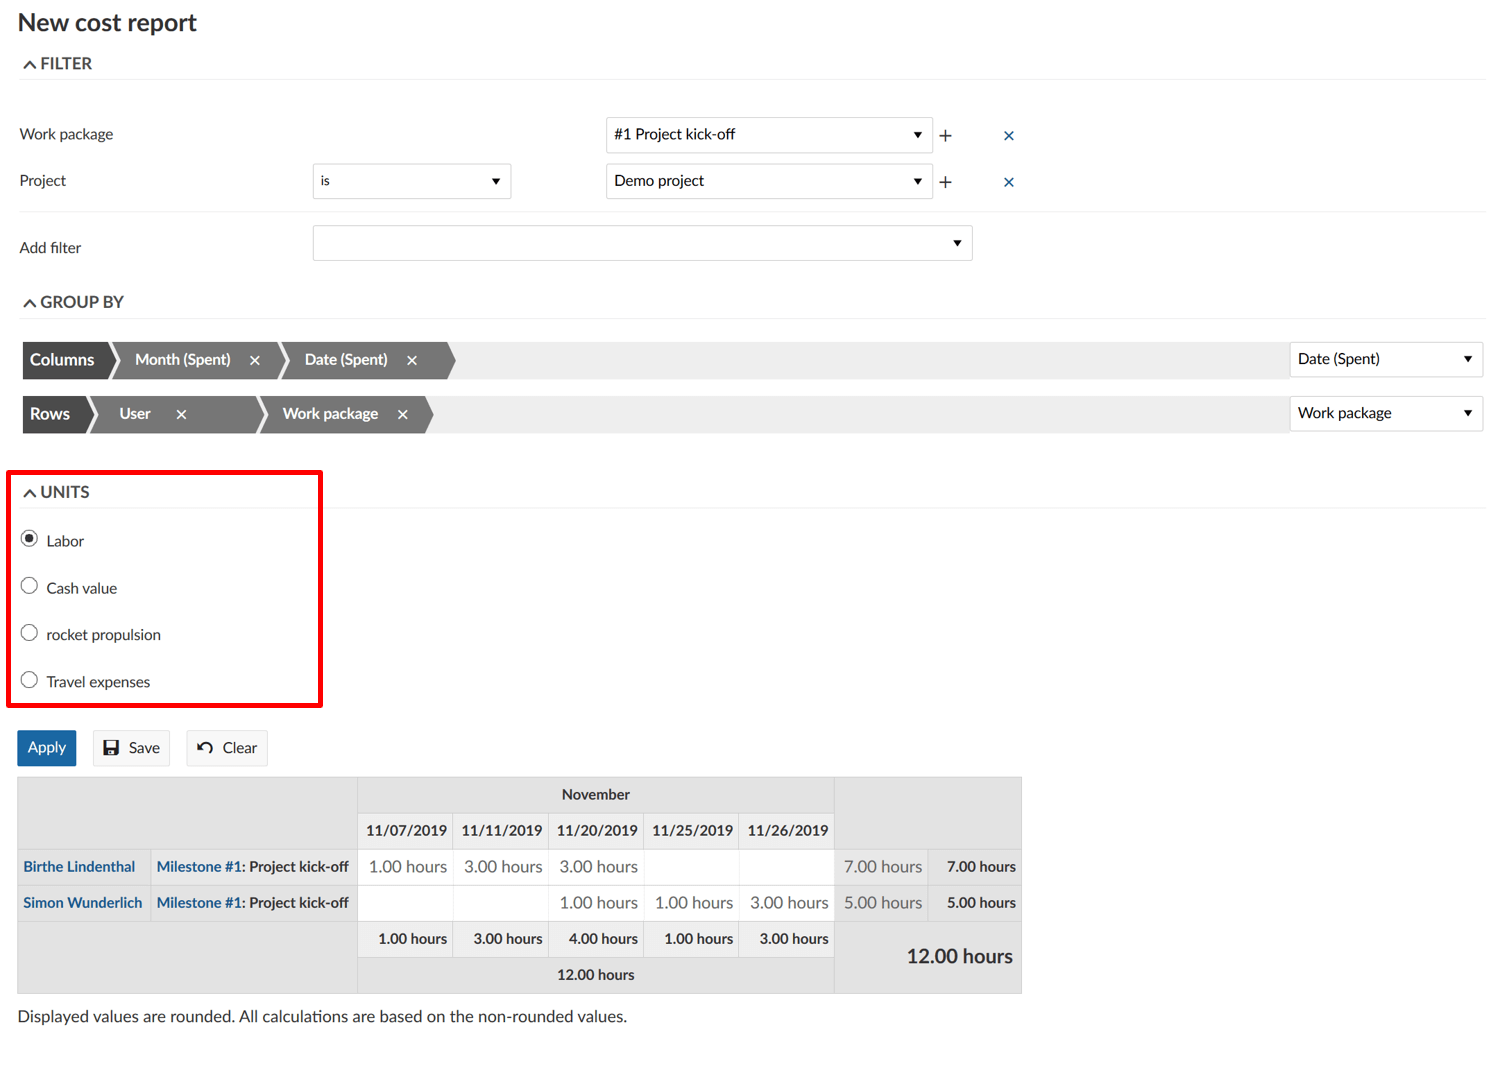 New cost report
FILTER
Work package #1 Project kick-off
Project is Demo project
Add filter
GROUP BY
Columns Month (Spent) Date (Spent) Date (Spent)
Rows User Work package Work package
UNITS
Labor
Cash value
rocket propulsion
Travel expenses
Apply Save Clear
November
11/07/2019 11/11/2019 11/20/2019 11/25/2019 11/26/2019
Birthe Lindenthal Milestone #1: Project kick-off 1.00 hours 3.00 hours 3.00 hours 7.00 hours 7.00 hours
Simon Wunderlich Milestone #1: Project kick-off 1.00 hours 1.00 hours 3.00 hours 5.00 hours 5.00 hours
1.00 hours 3.00 hours 4.00 hours 1.00 hours 3.00 hours
12.00 hours
12.00 hours
Displayed values are rounded. All calculations are based on the non-rounded values.